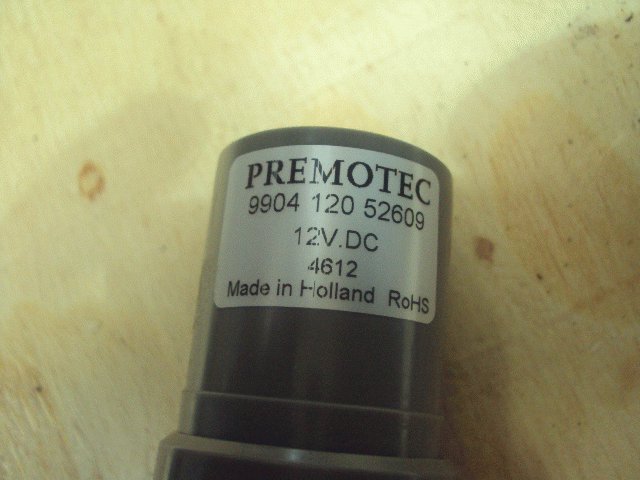 PREMOTEC
9904 120 52609
12V.DC
4612
Made in Holland RoHS